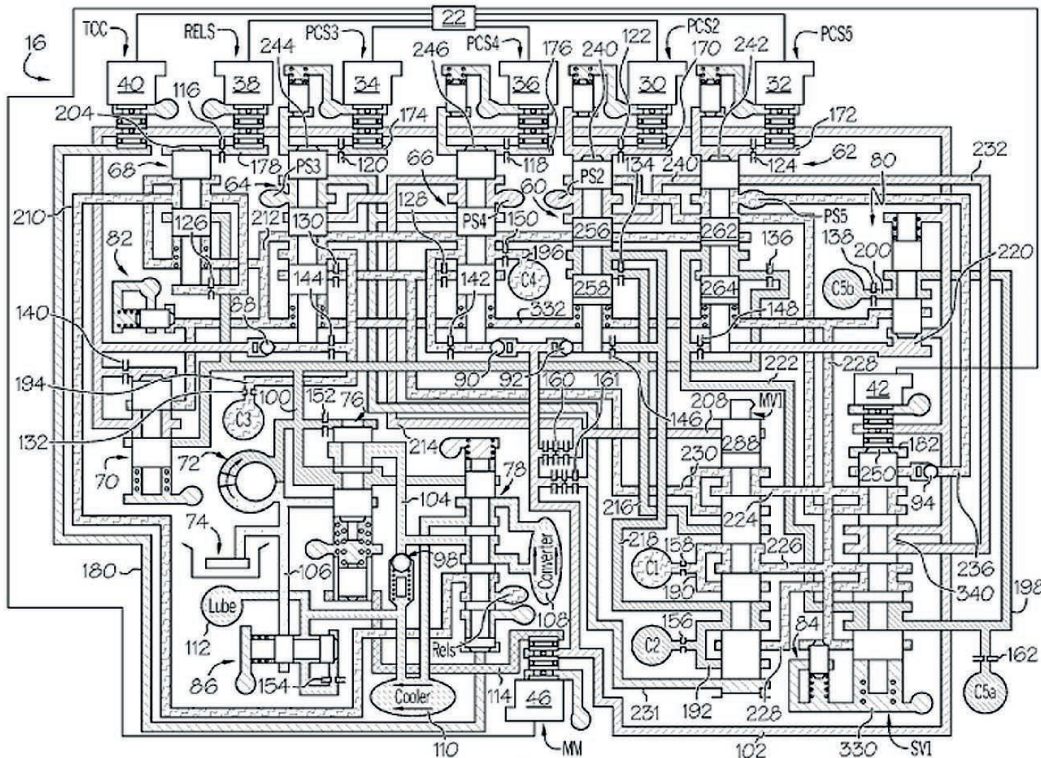 TCC RELS PCS3 22 PCS4 PCS2 PCS5
16
244 246 176 240 122 170 242
40 38 34 36 30 32
204 116 174 172
178 120 118 134 240 124 62 80 232
68 PS3 66 60 PS2
64
210 212 128 PS4 150 256 262 PS5
126 130 196 136 138 200 220
82 C4 C5b
144 142 258 264
140 88 332 148
90 92 222 228 42
194 100 152 76 160 161 146 208 MV1
132 C3 182
70 72 214 288 250
78 230 94
104 216 224
74 98 218 158 226
180 106 C1 236 198
Converter 190 340
Lube 156
112 108 C2 84
Rels 162
86 154 114 192
Cooler 46 231 192 228 C5a
110 MM 102 330 SV1